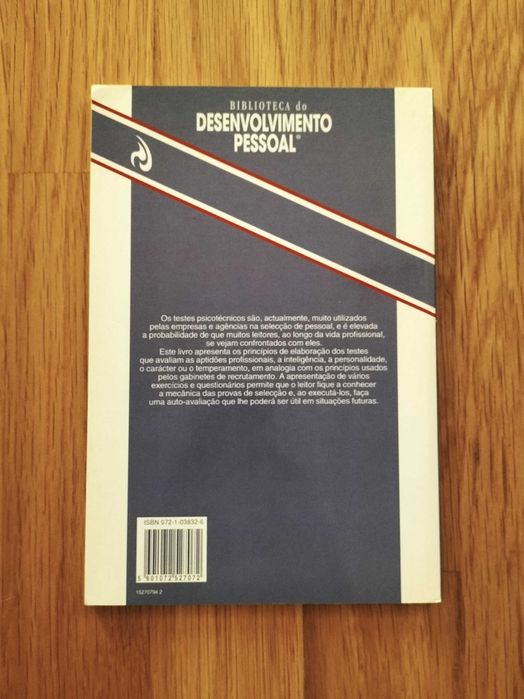 BIBLIOTECA do
DESENVOLVIMENTO
PESSOAL®
Os testes psicotécnicos são, actualmente, muito utilizados
pelas empresas e agências na selecção de pessoal, e é elevada
a probabilidade de que muitos leitores, ao longo da vida profissional,
se vejam confrontados com eles.
Este livro apresenta os princípios de elaboração dos testes
que avaliam as aptidões profissionais, a inteligência, a personalidade,
o carácter ou o temperamento, em analogia com os princípios usados
pelos gabinetes de recrutamento. A apresentação de vários
exercícios e questionários permite que o leitor fique a conhecer
a mecânica das provas de selecção e, ao executá-los, faça
uma auto-avaliação que lhe poderá ser útil em situações futuras.
ISBN 972-1-03832-6
5 601072 527072
15270794 2